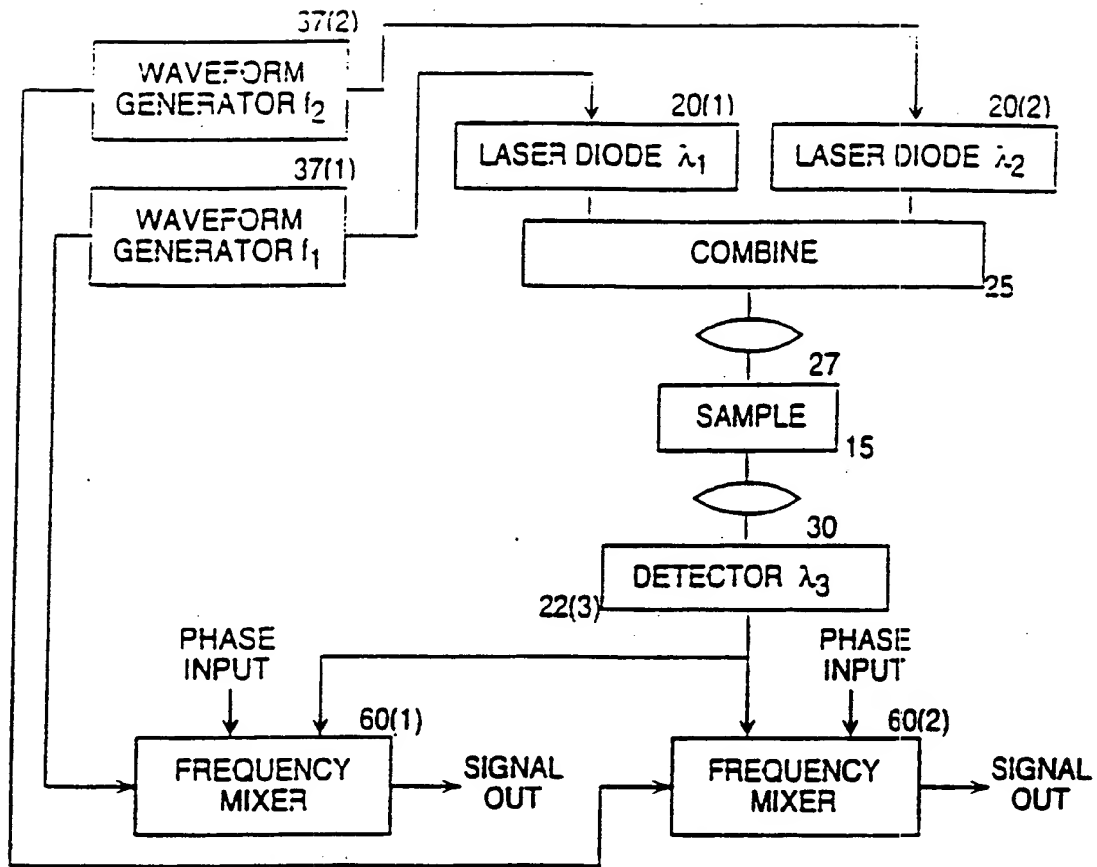 37(2)
WAVEFORM
GENERATOR f2
37(1)
WAVEFORM
GENERATOR f1
20(1)
LASER DIODE λ1
20(2)
LASER DIODE λ2
COMBINE
25
27
SAMPLE
15
30
DETECTOR λ3
22(3)
PHASE
INPUT
PHASE
INPUT
60(1)
FREQUENCY
MIXER
SIGNAL
OUT
60(2)
FREQUENCY
MIXER
SIGNAL
OUT